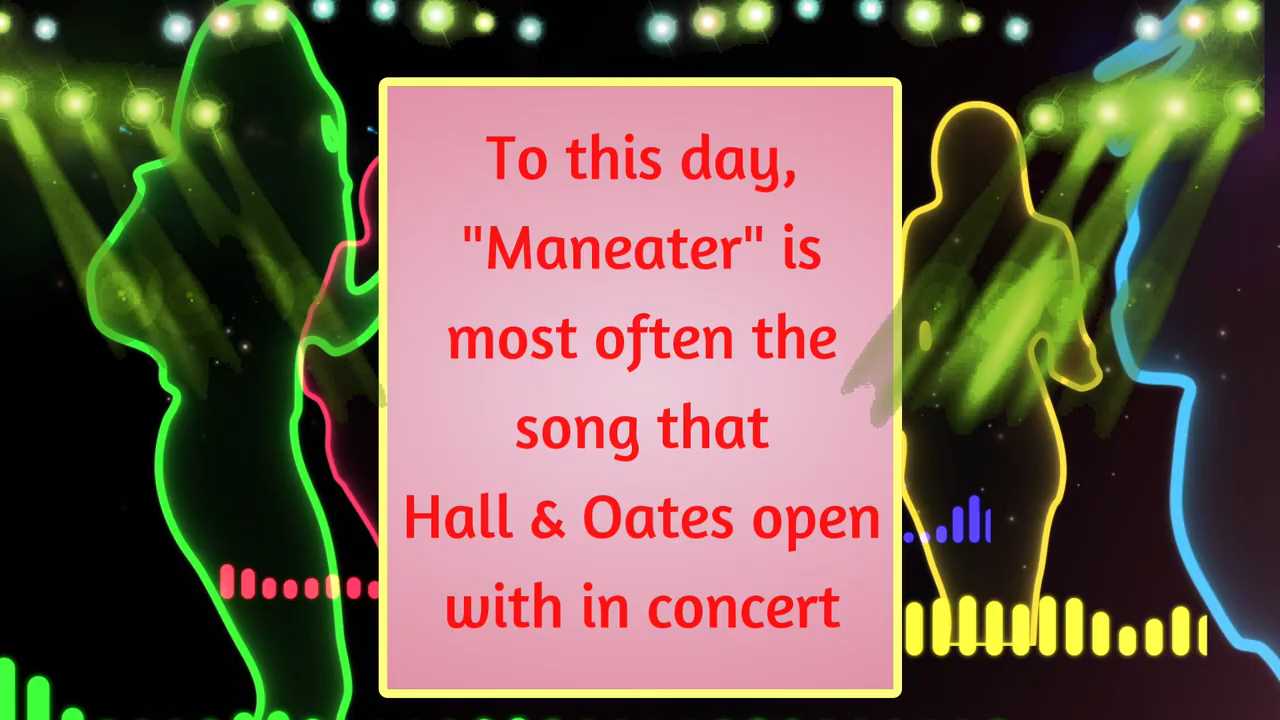 To this day,
"Maneater" is
most often the
song that
Hall & Oates open
with in concert